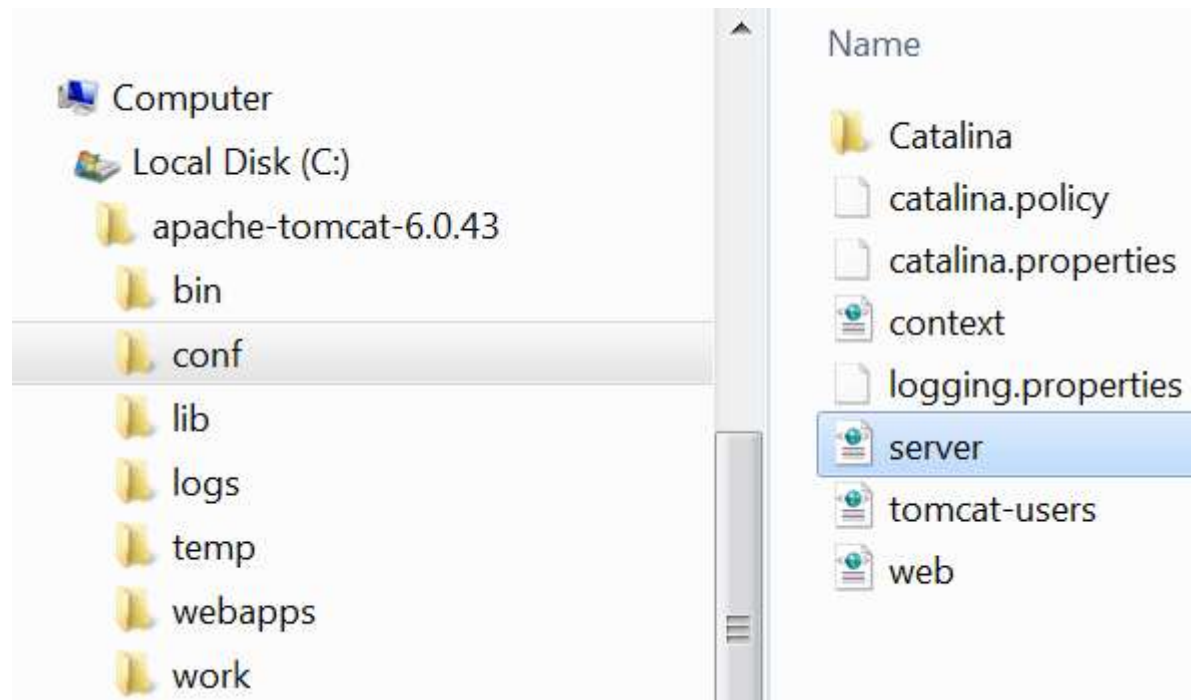 Computer
Local Disk (C:)
apache-tomcat-6.0.43
bin
conf
lib
logs
temp
webapps
work
Name
Catalina
catalina.policy
catalina.properties
context
logging.properties
server
tomcat-users
web